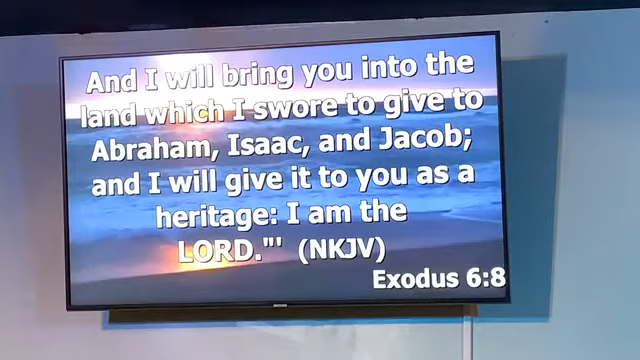 And I will bring you into the
land which I swore to give to
Abraham, Isaac, and Jacob;
and I will give it to you as a
heritage: I am the
LORD."' (NKJV)
Exodus 6:8